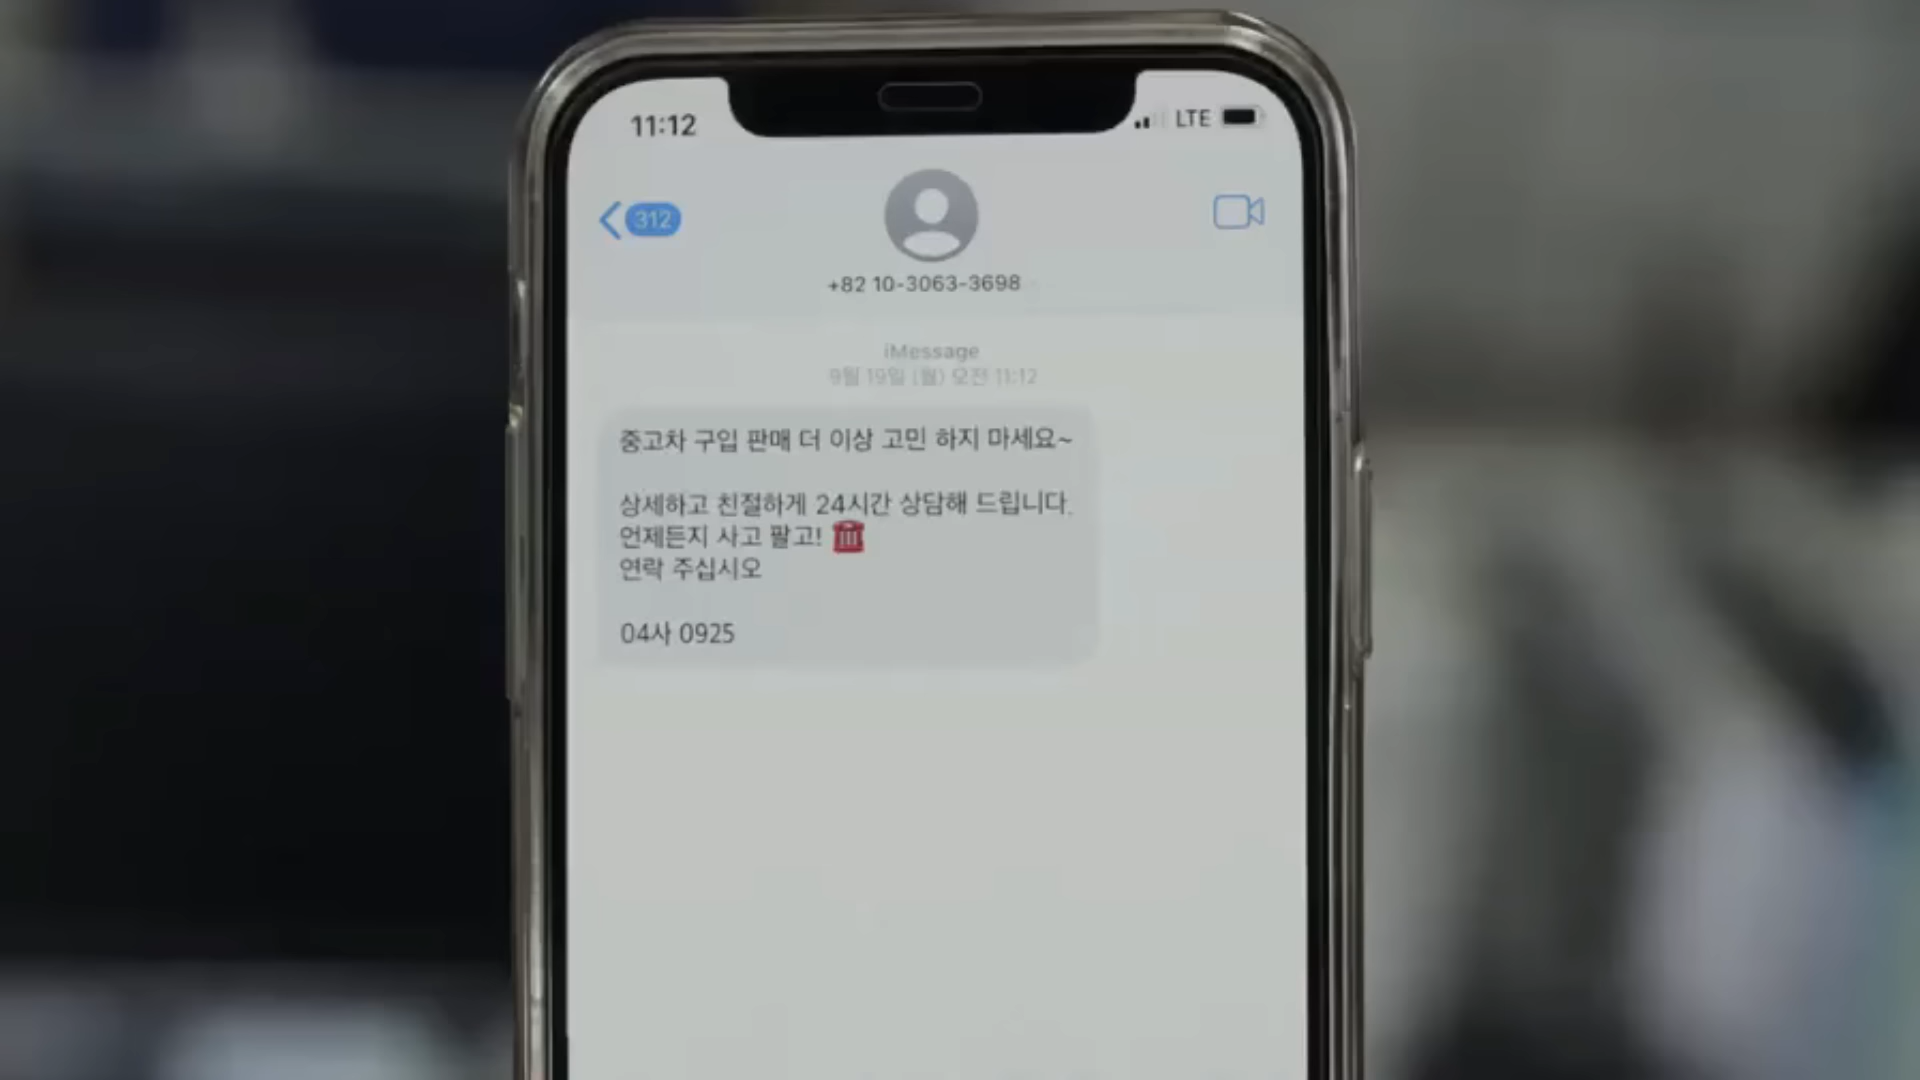 11:12
LTE
312
+82 10-3063-3698
iMessage
9월 19일 (월) 오전 11:12
중고차 구입 판매 더 이상 고민 하지 마세요~
상세하고 친절하게 24시간 상담해 드립니다.
언제든지 사고 팔고! ☎️
연락 주십시오
04사 0925